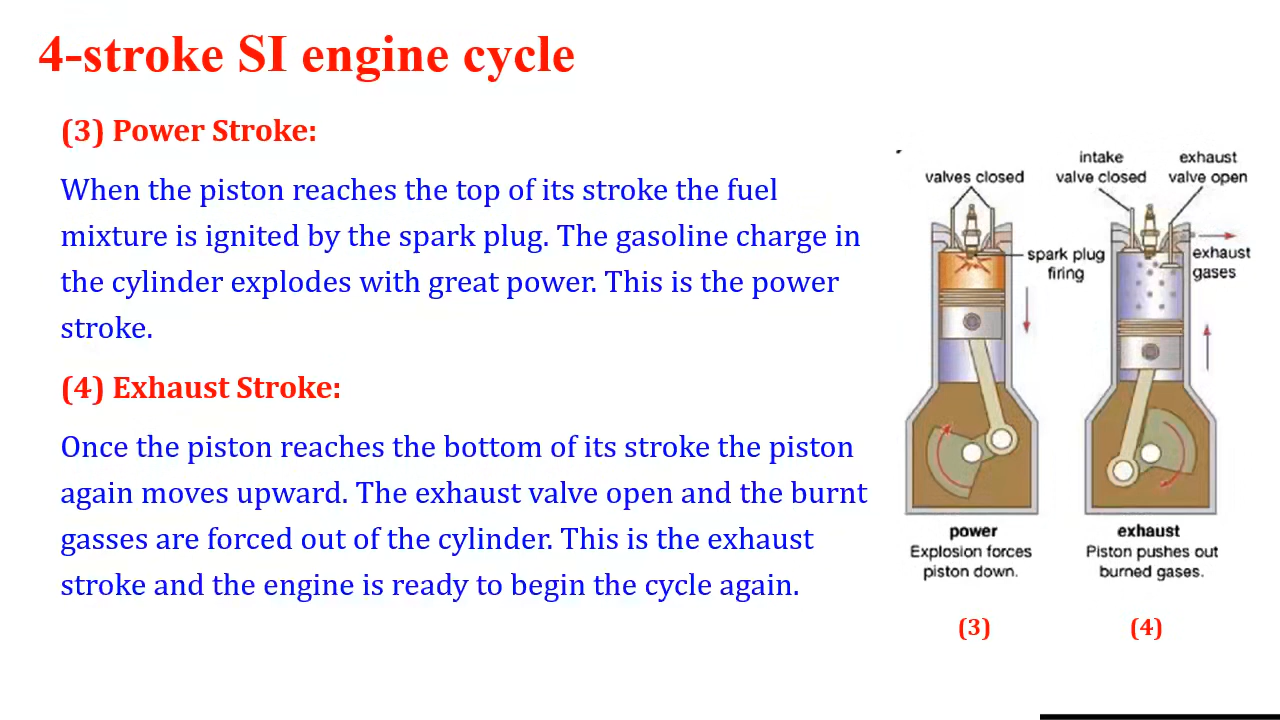 4-stroke SI engine cycle
(3) Power Stroke:
When the piston reaches the top of its stroke the fuel
mixture is ignited by the spark plug. The gasoline charge in
the cylinder explodes with great power. This is the power
stroke.
(4) Exhaust Stroke:
Once the piston reaches the bottom of its stroke the piston
again moves upward. The exhaust valve open and the burnt
gasses are forced out of the cylinder. This is the exhaust
stroke and the engine is ready to begin the cycle again.
valves closed
spark plug
firing
power
Explosion forces
piston down.
(3)
intake
valve closed
exhaust
valve open
exhaust
gases
exhaust
Piston pushes out
burned gases.
(4)